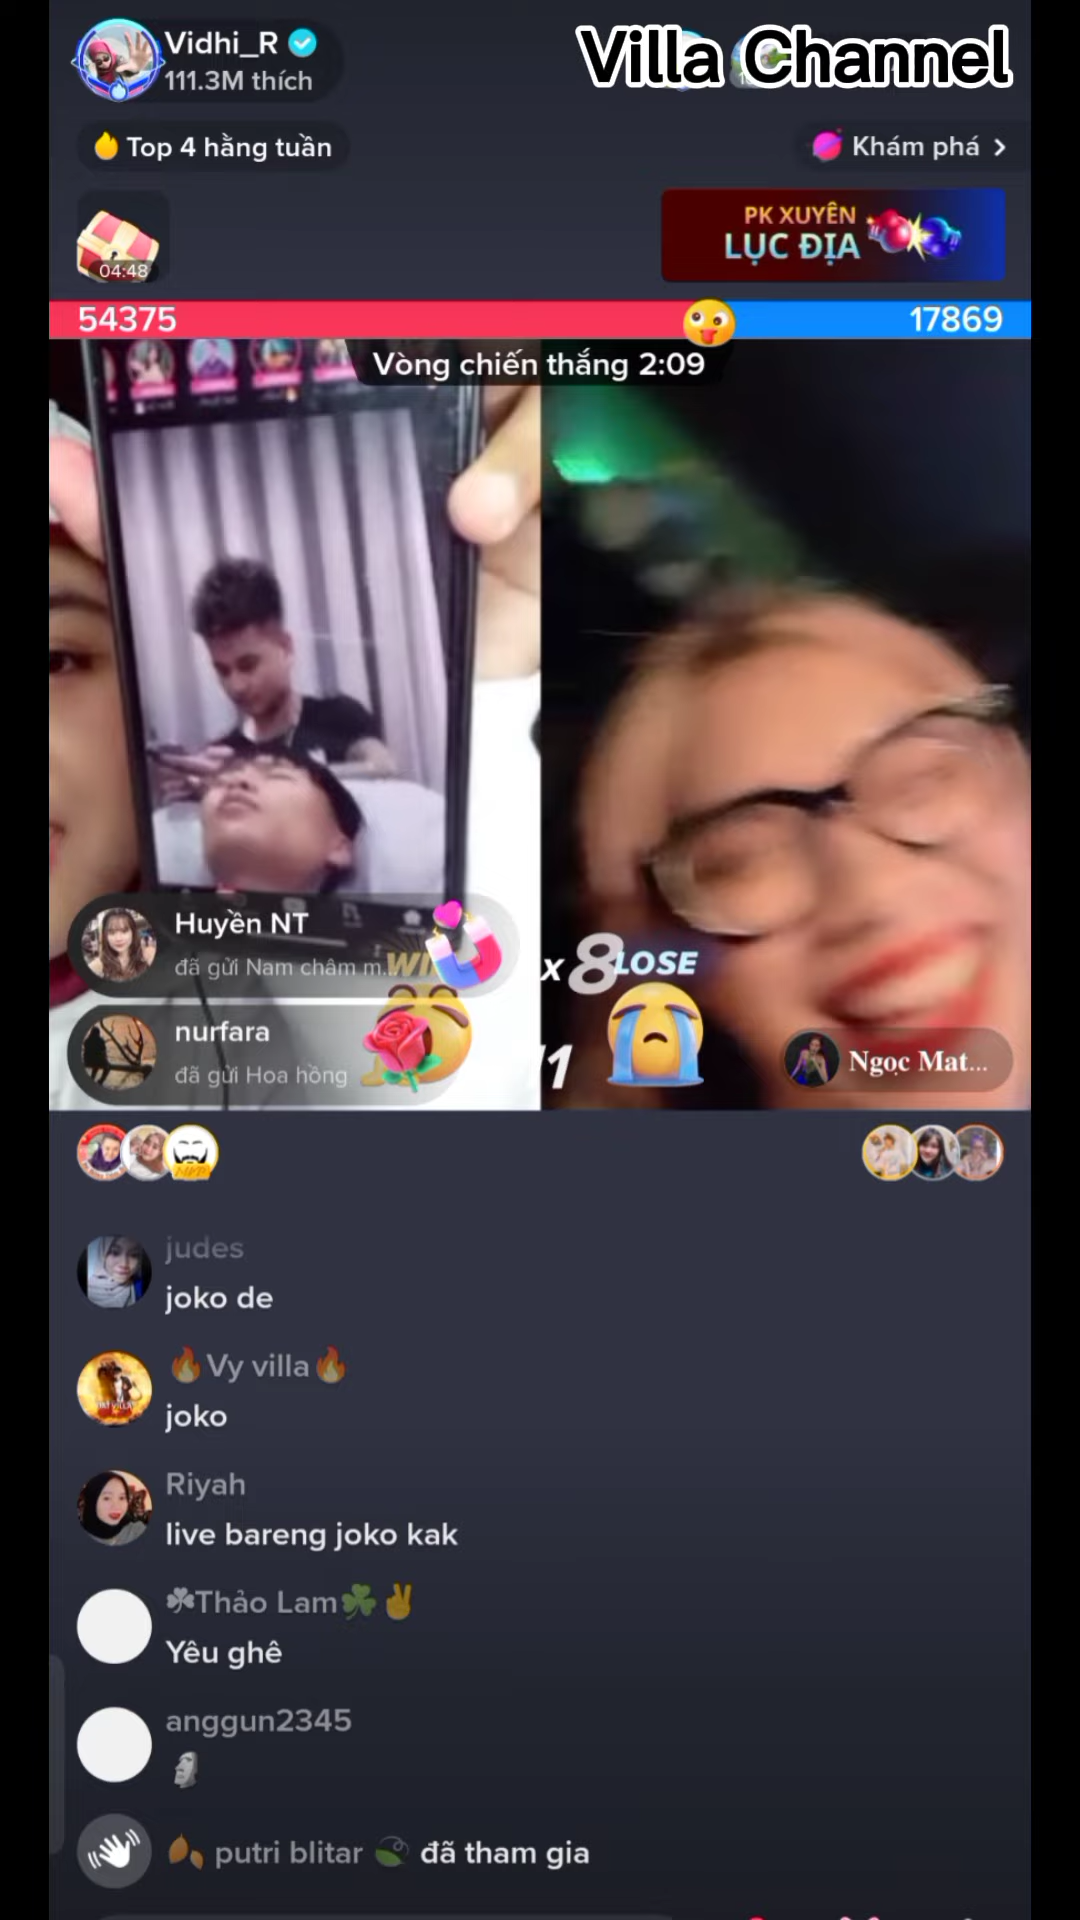 Vidhi_R
111.3M thích
Villa Channel
Top 4 hằng tuần
Khám phá
04:48
PK XUYÊN
LỤC ĐỊA
54375
17869
Vòng chiến thắng 2:09
Huyền NT
đã gửi Nam châm m...
x 8
LOSE
nurfara
đã gửi Hoa hồng
Ngọc Mat...
judes
joko de
🔥Vy villa🔥
joko
Riyah
live bareng joko kak
☘Thảo Lam☘️✌️
Yêu ghê
anggun2345
🗿
putri blitar 🍃 đã tham gia